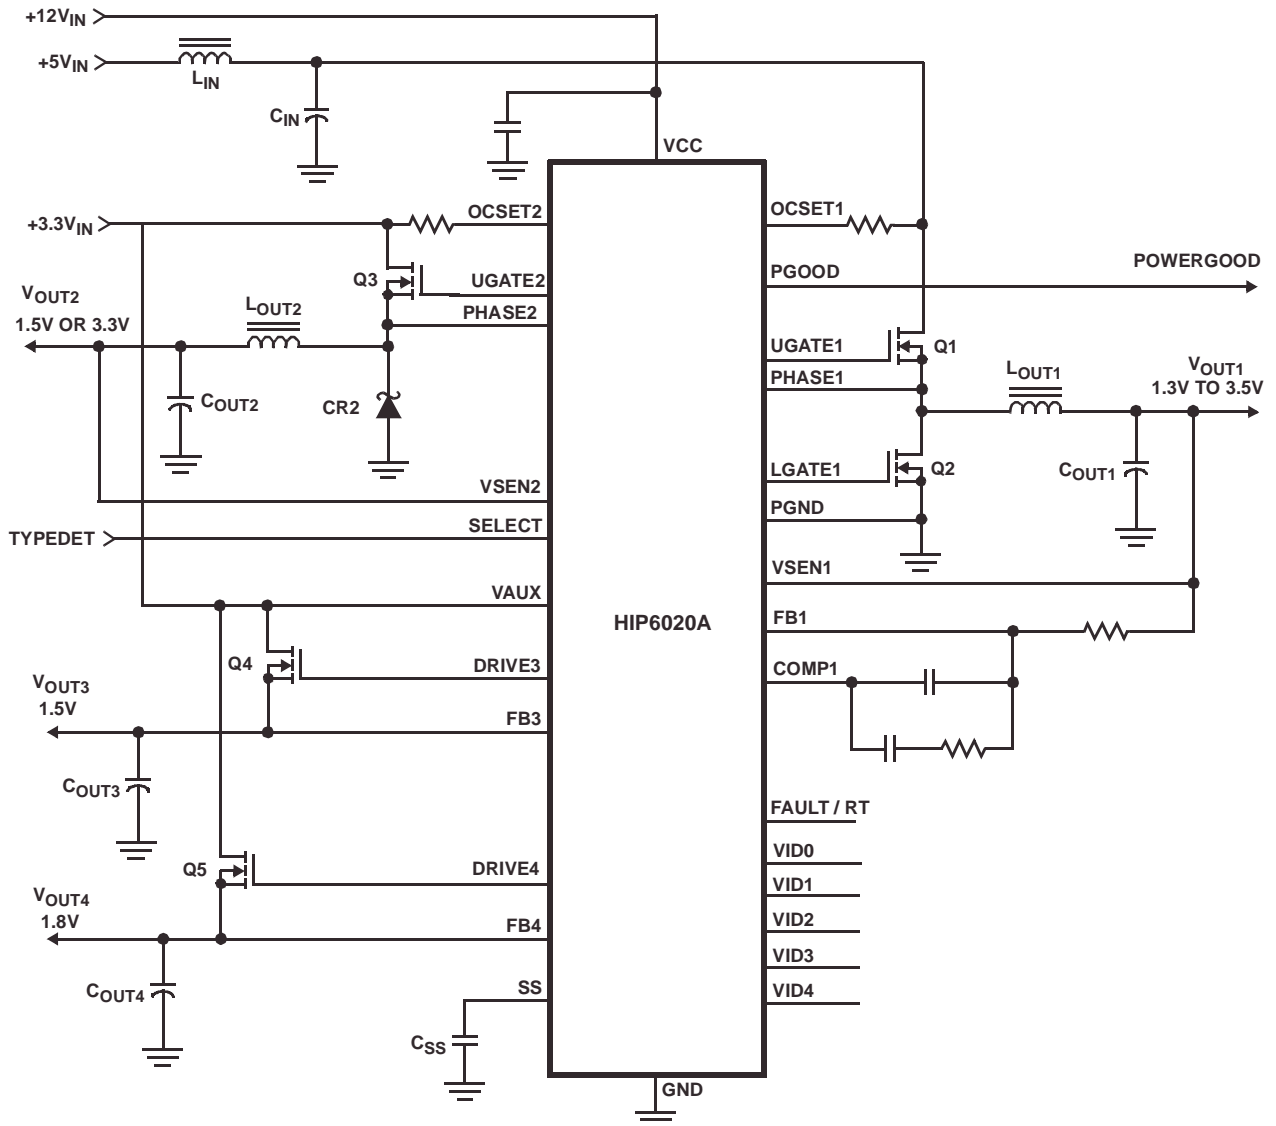 +12VIN
+5VIN
LIN
CIN
VCC
+3.3VIN
OCSET2
OCSET1
Q3
UGATE2
PGOOD
POWERGOOD
VOUT2
1.5V OR 3.3V
LOUT2
PHASE2
UGATE1
Q1
PHASE1
LOUT1
VOUT1
1.3V TO 3.5V
COUT2
CR2
LGATE1
Q2
COUT1
VSEN2
PGND
TYPEDET
SELECT
VSEN1
VAUX
HIP6020A
FB1
Q4
DRIVE3
COMP1
VOUT3
1.5V
FB3
COUT3
FAULT / RT
VID0
Q5
DRIVE4
VID1
VOUT4
1.8V
FB4
VID2
VID3
COUT4
SS
VID4
CSS
GND